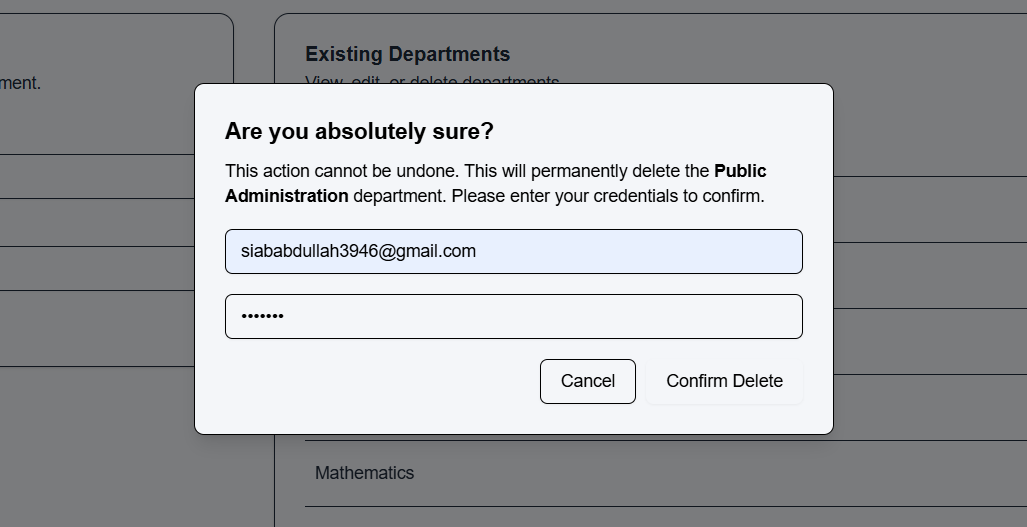 Existing Departments
View, edit, or delete departments
ment.
Are you absolutely sure?
This action cannot be undone. This will permanently delete the Public
Administration department. Please enter your credentials to confirm.
siababdullah3946@gmail.com
•••••••
Cancel
Confirm Delete
Mathematics